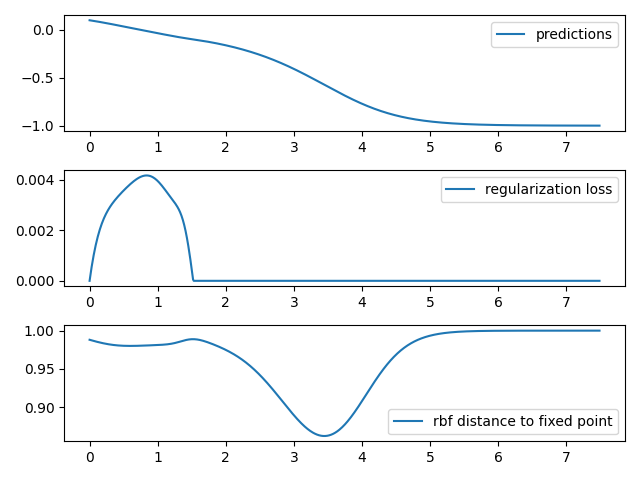 0.0
−0.5
−1.0
predictions
0 1 2 3 4 5 6 7
0.004
0.002
0.000
regularization loss
0 1 2 3 4 5 6 7
1.00
0.95
0.90
rbf distance to fixed point
0 1 2 3 4 5 6 7